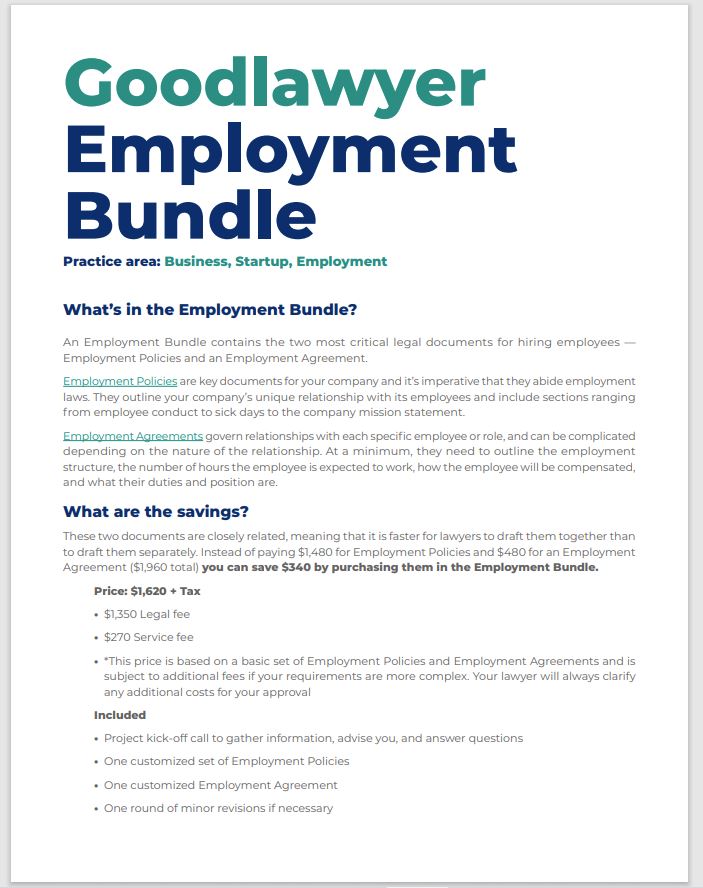 Goodlawyer
Employment
Bundle
Practice area: Business, Startup, Employment
What's in the Employment Bundle?
An Employment Bundle contains the two most critical legal documents for hiring employees —
Employment Policies and an Employment Agreement.
Employment Policies are key documents for your company and it's imperative that they abide employment
laws. They outline your company's unique relationship with its employees and include sections ranging
from employee conduct to sick days to the company mission statement.
Employment Agreements govern relationships with each specific employee or role, and can be complicated
depending on the nature of the relationship. At a minimum, they need to outline the employment
structure, the number of hours the employee is expected to work, how the employee will be compensated,
and what their duties and position are.
What are the savings?
These two documents are closely related, meaning that it is faster for lawyers to draft them together than
to draft them separately. Instead of paying $1,480 for Employment Policies and $480 for an Employment
Agreement ($1,960 total) you can save $340 by purchasing them in the Employment Bundle.
Price: $1,620 + Tax
• $1,350 Legal fee
• $270 Service fee
• *This price is based on a basic set of Employment Policies and Employment Agreements and is
subject to additional fees if your requirements are more complex. Your lawyer will always clarify
any additional costs for your approval
Included
• Project kick-off call to gather information, advise you, and answer questions
• One customized set of Employment Policies
• One customized Employment Agreement
• One round of minor revisions if necessary